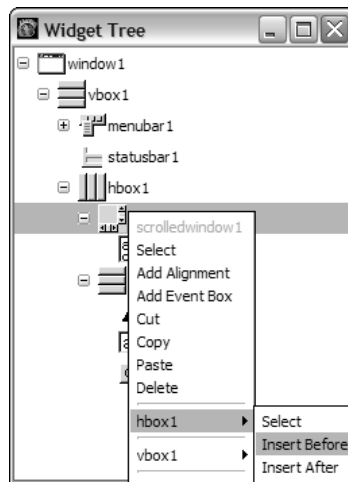 Widget Tree
window1
vbox1
menubar1
statusbar1
hbox1
scrolledwindow1
Select
Add Alignment
Add Event Box
Cut
Copy
Paste
Delete
hbox1
Select
Insert Before
vbox1
Insert After